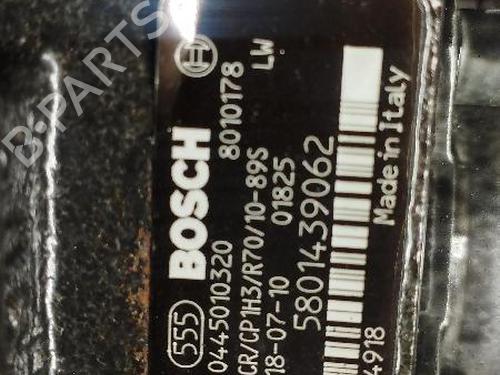 555 BOSCH
0445010320 8010178
CR/CP1H3/R70/10-89S LW
18-07-10 01825
5801439062
4918 Made in Italy
B-PARTS